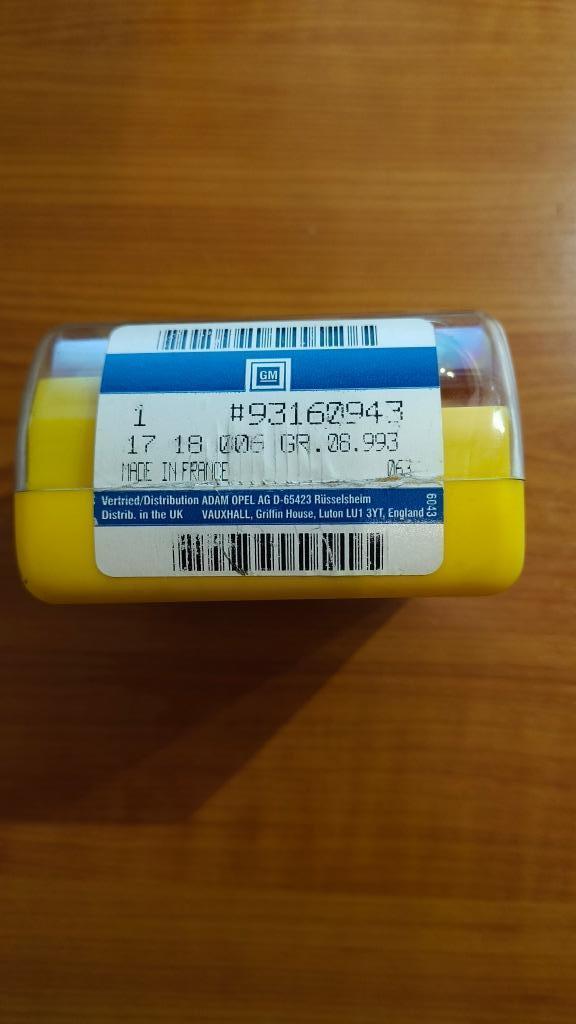 GM
1 #93160943
17 18 006 GR.08.993
MADE IN FRANCE 063
Vertried/Distribution ADAM OPEL AG D-65423 Rüsselsheim
Distrib. in the UK VAUXHALL, Griffin House, Luton LU1 3YT, England
6043